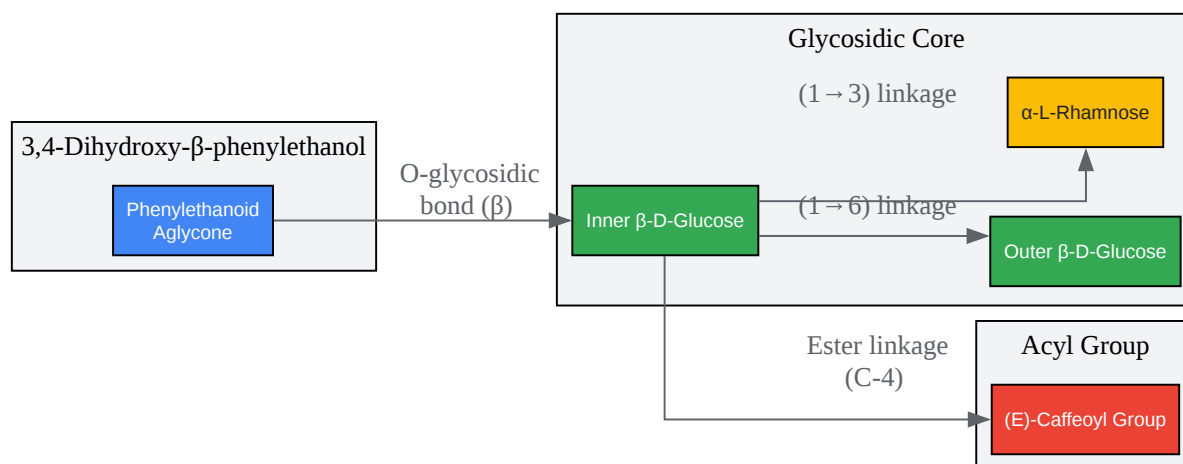 Glycosidic Core
(1→3) linkage
α-L-Rhamnose
3,4-Dihydroxy-β-phenylethanol
Phenylethanoid
Aglycone
O-glycosidic
bond (β)
Inner β-D-Glucose
(1→6) linkage
Outer β-D-Glucose
Ester linkage
(C-4)
Acyl Group
(E)-Caffeoyl Group